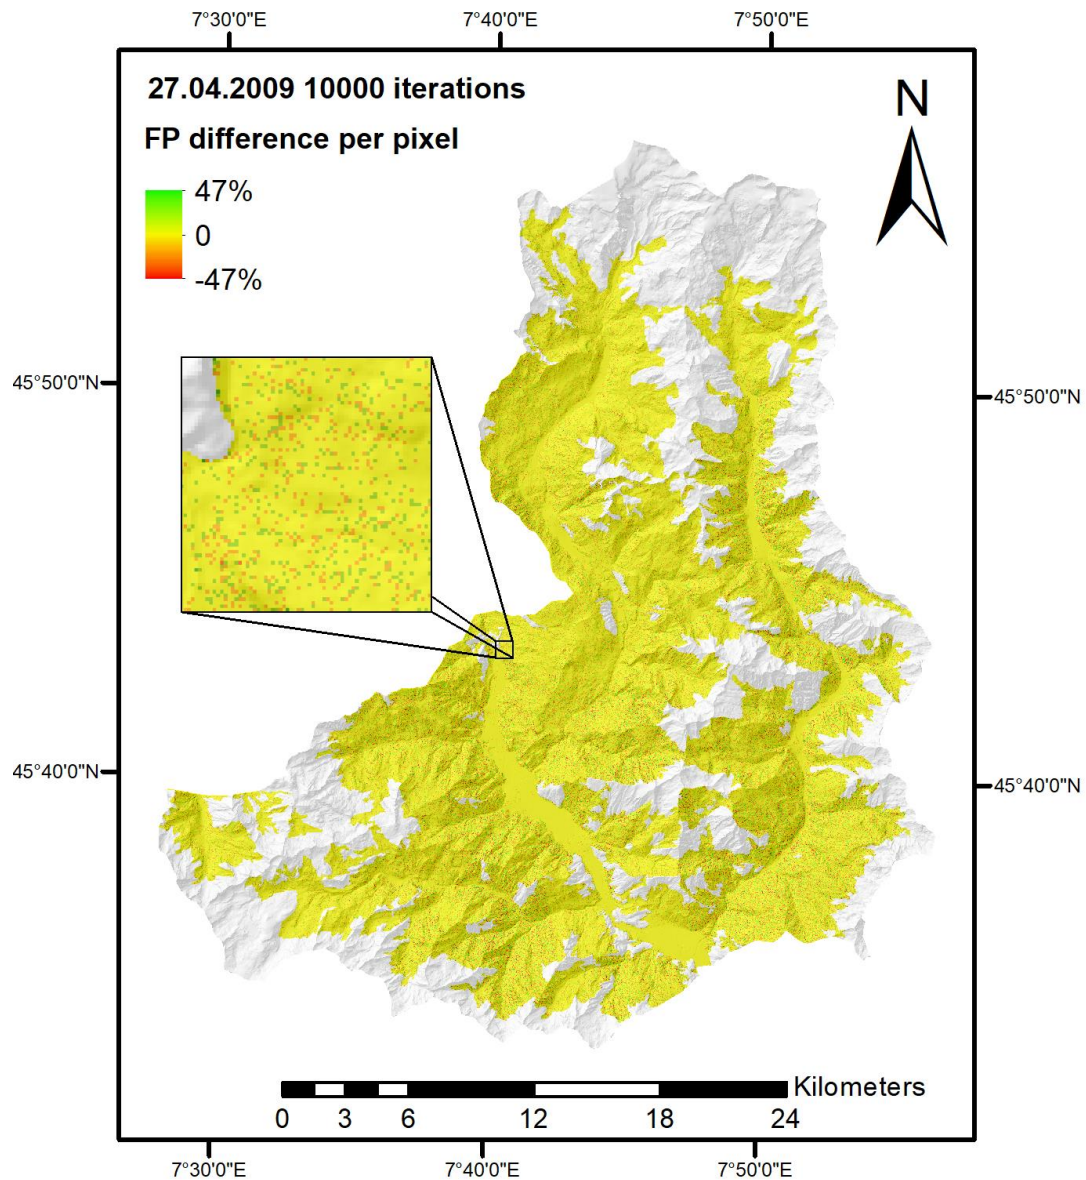 7°30'0"E 7°40'0"E 7°50'0"E
27.04.2009 10000 iterations
N
FP difference per pixel
47%
0
-47%
45°50'0"N 45°50'0"N
45°40'0"N 45°40'0"N
Kilometers
0 3 6 12 18 24
7°30'0"E 7°40'0"E 7°50'0"E